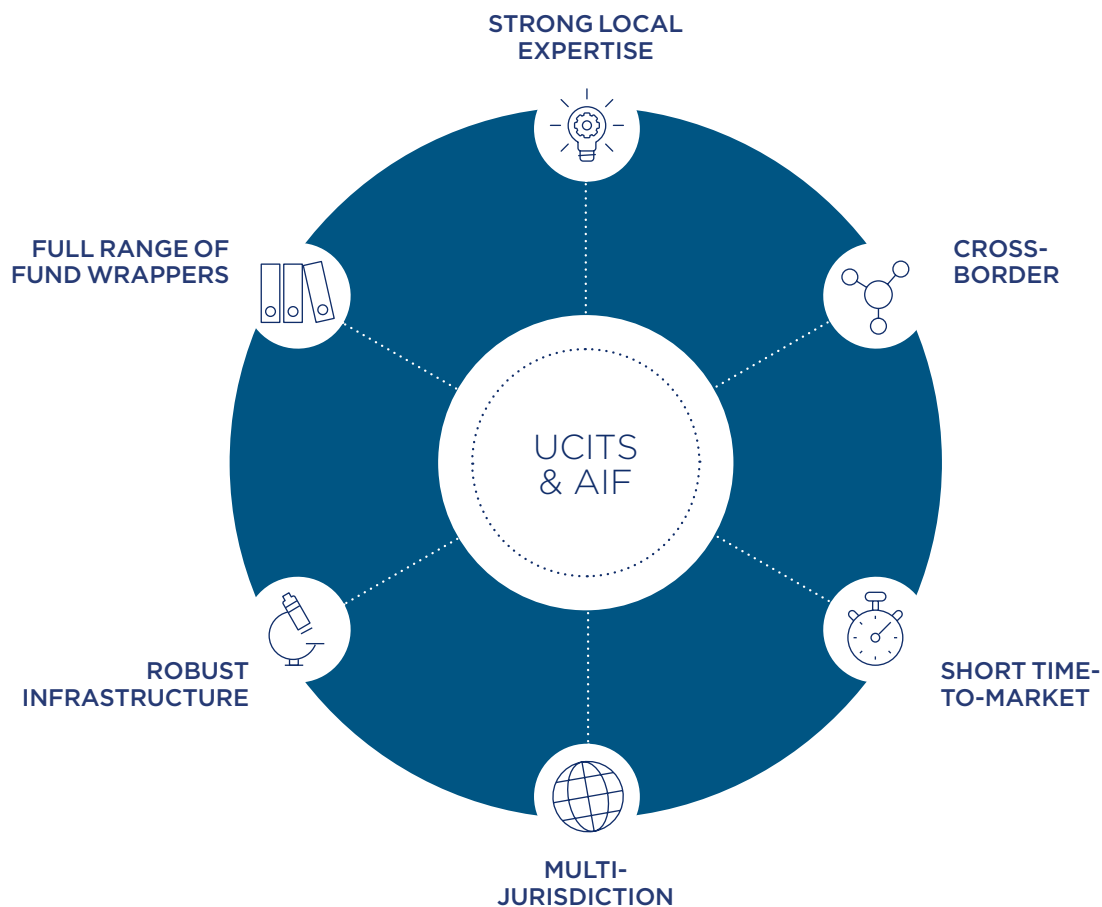 STRONG LOCAL
EXPERTISE
FULL RANGE OF
FUND WRAPPERS
CROSS-
BORDER
UCITS
& AIF
ROBUST
INFRASTRUCTURE
SHORT TIME-
TO-MARKET
MULTI-
JURISDICTION